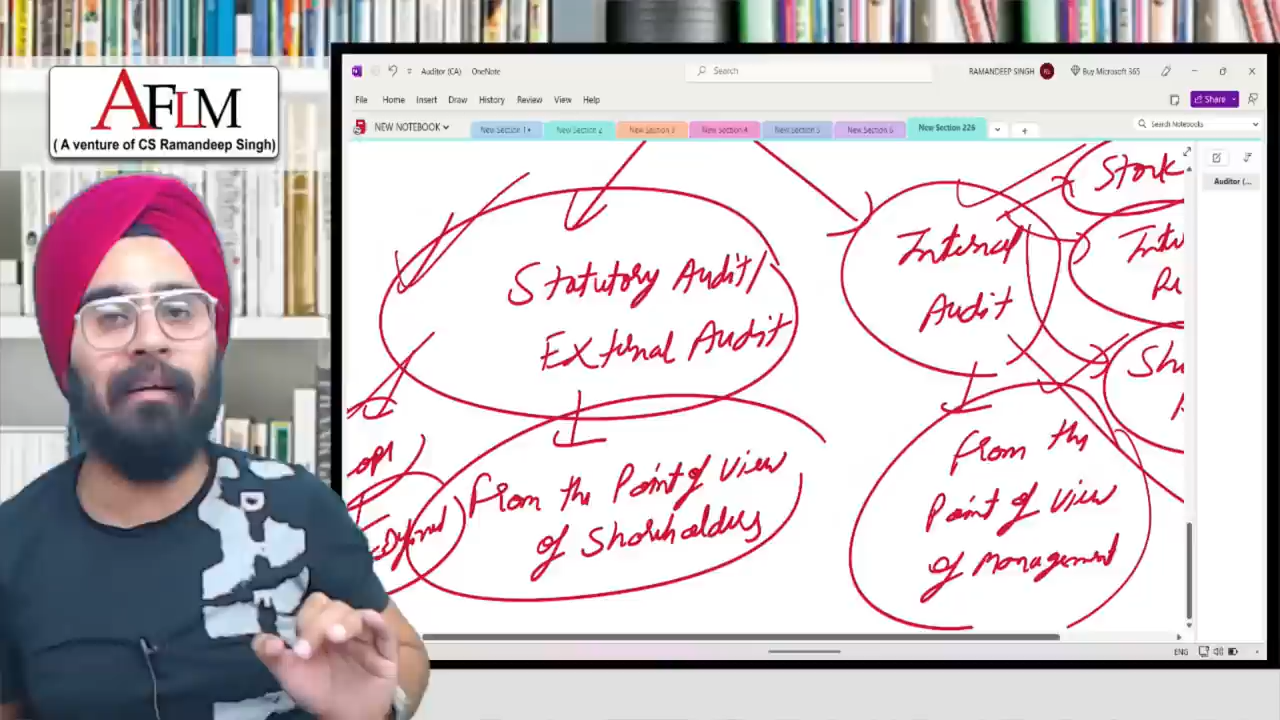 AFLM
( A venture of CS Ramandeep Singh)
Auditor (CA) OneNote
Search
RAMANDEEP SINGH
Buy Microsoft 365
File Home Insert Draw History Review View Help
Share
NEW NOTEBOOK
New Section 1 New Section 2 New Section 3 New Section 4 New Section 5 New Section 6 New Section 226
Search Notebooks
Auditor (...
Statutory Audit/
External Audit
From the Point of view
of Shareholders
Internal
Audit
From the
Point of view
of Management
Stock
ENG